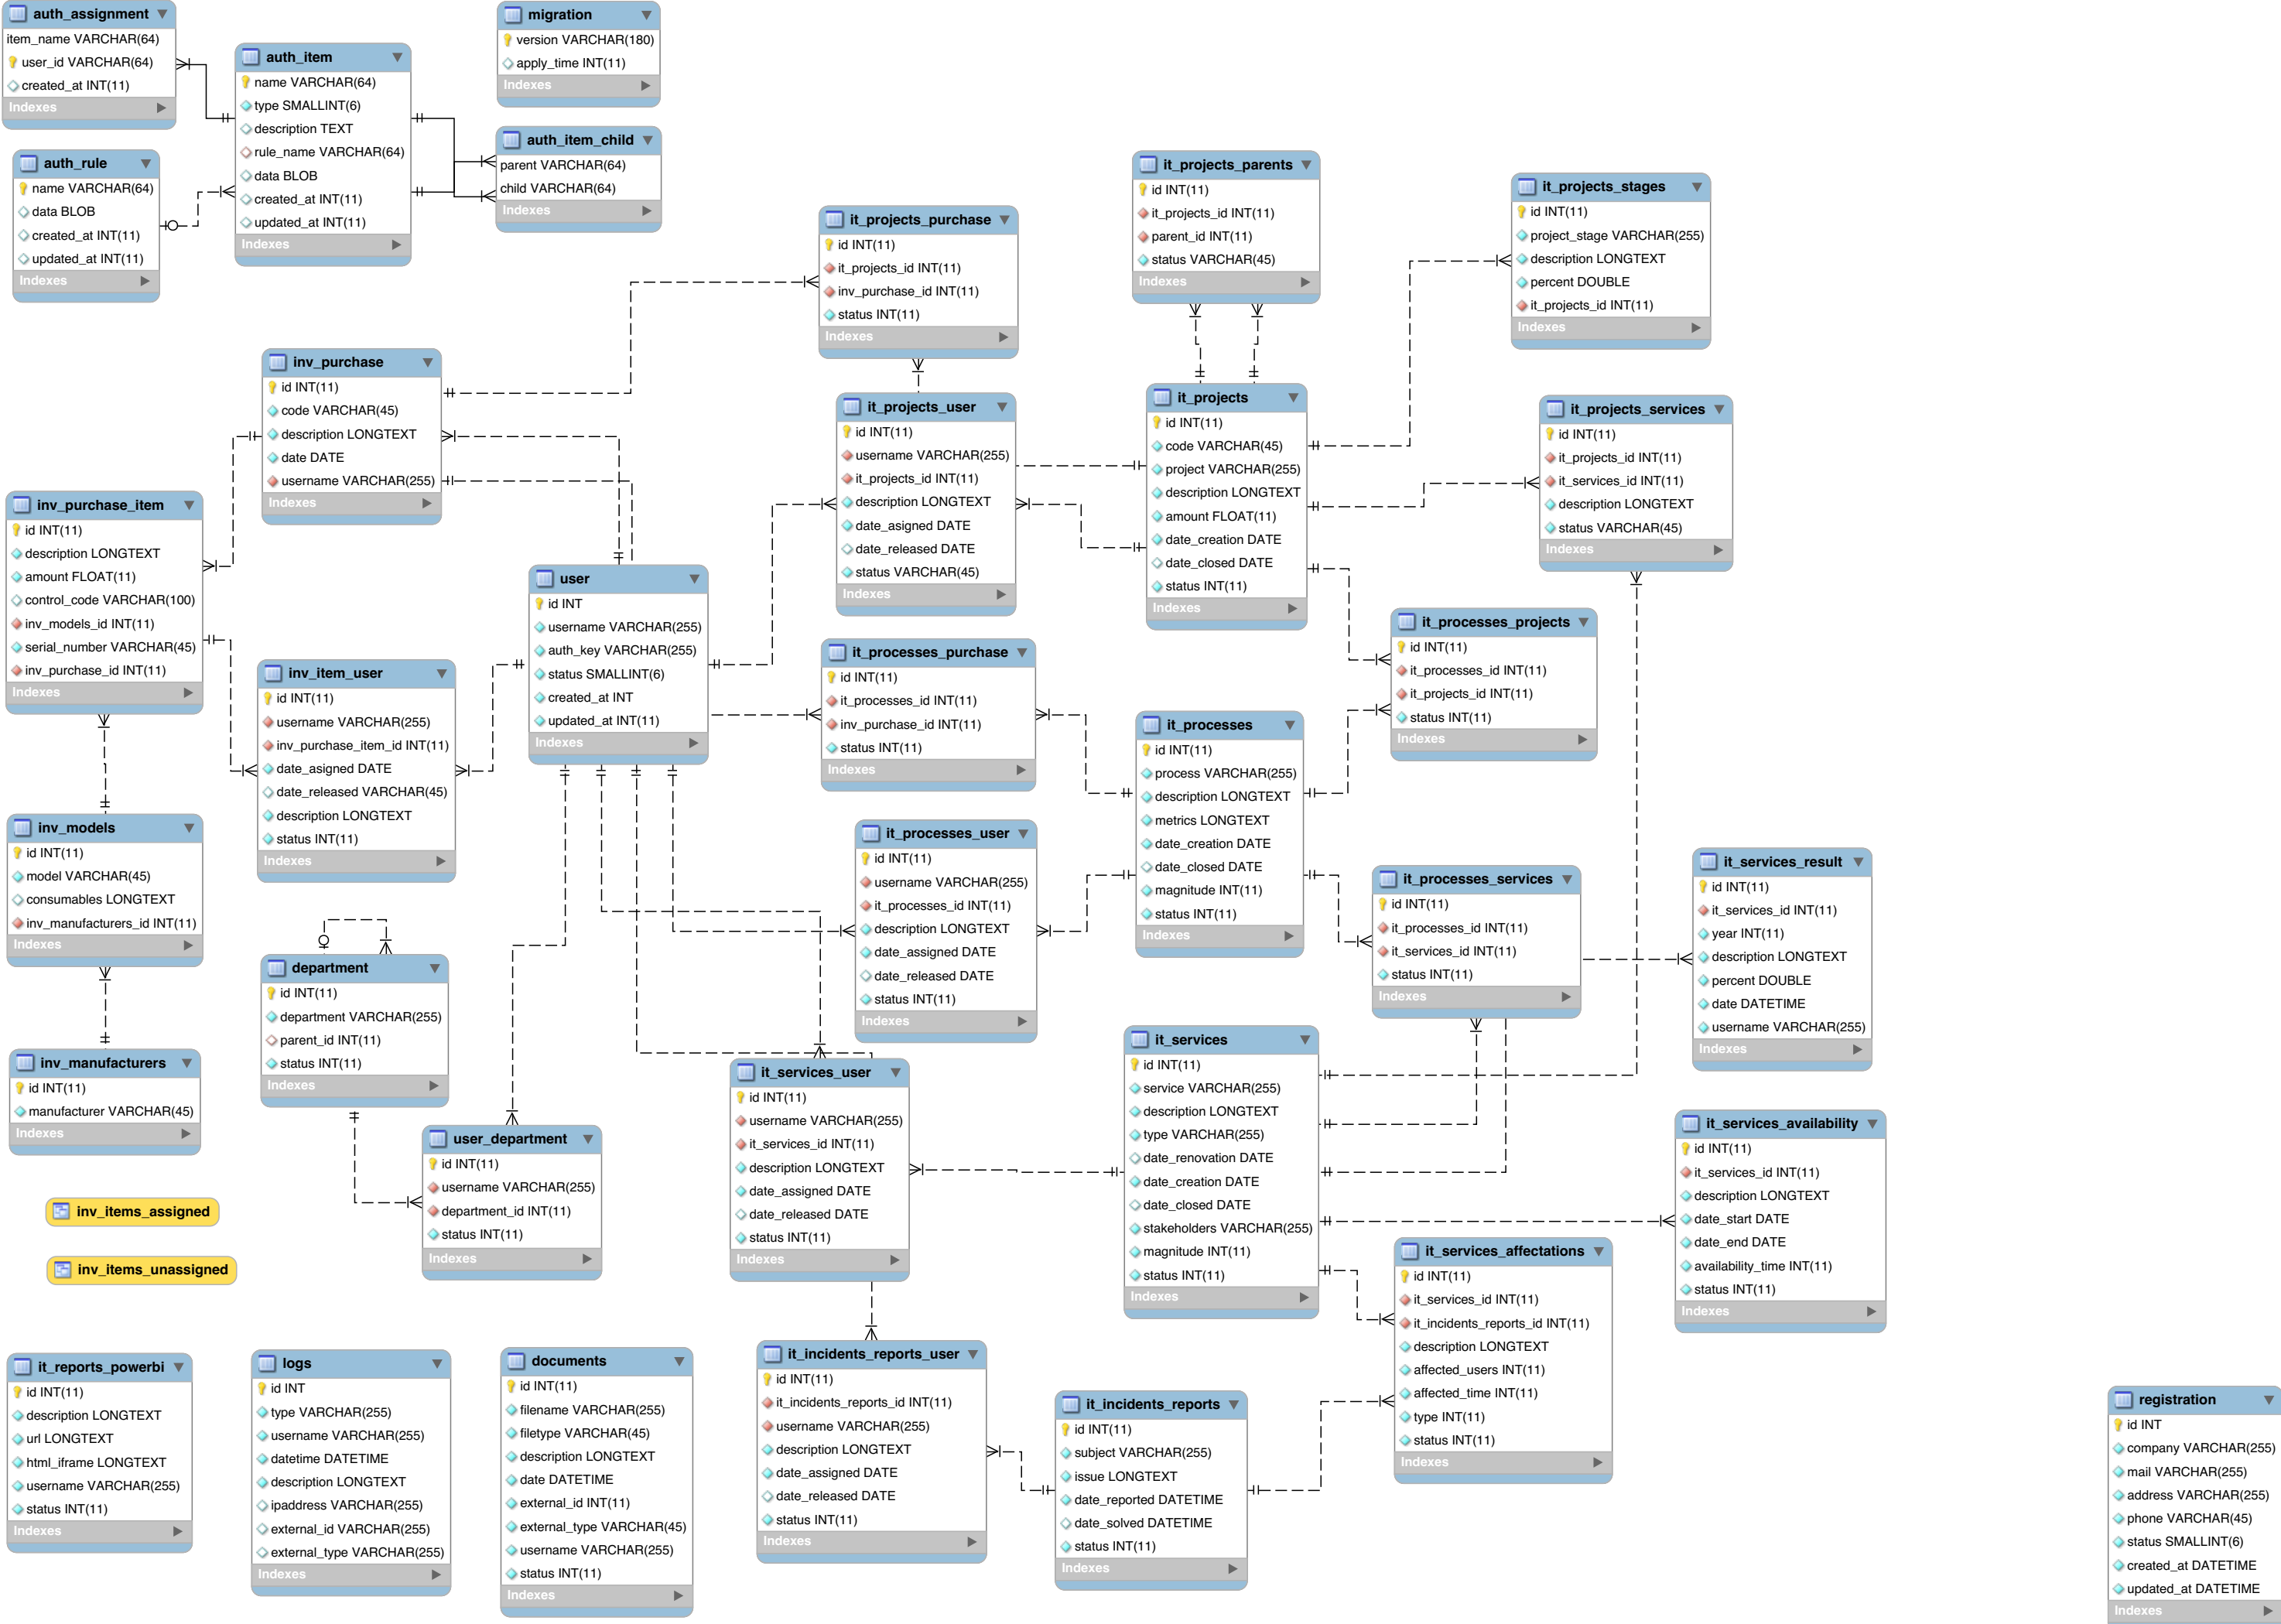 auth_assignment
item_name VARCHAR(64)
user_id VARCHAR(64)
created_at INT(11)
Indexes
auth_item
name VARCHAR(64)
type SMALLINT(6)
description TEXT
rule_name VARCHAR(64)
data BLOB
created_at INT(11)
updated_at INT(11)
Indexes
migration
version VARCHAR(180)
apply_time INT(11)
Indexes
auth_item_child
parent VARCHAR(64)
child VARCHAR(64)
Indexes
auth_rule
name VARCHAR(64)
data BLOB
created_at INT(11)
updated_at INT(11)
Indexes
it_projects_purchase
id INT(11)
it_projects_id INT(11)
inv_purchase_id INT(11)
status INT(11)
Indexes
it_projects_parents
id INT(11)
it_projects_id INT(11)
parent_id INT(11)
status VARCHAR(45)
Indexes
it_projects_stages
id INT(11)
project_stage VARCHAR(255)
description LONGTEXT
percent DOUBLE
it_projects_id INT(11)
Indexes
inv_purchase
id INT(11)
code VARCHAR(45)
description LONGTEXT
date DATE
username VARCHAR(255)
Indexes
it_projects_user
id INT(11)
username VARCHAR(255)
it_projects_id INT(11)
description LONGTEXT
date_asigned DATE
date_released DATE
status VARCHAR(45)
Indexes
it_projects
id INT(11)
code VARCHAR(45)
project VARCHAR(255)
description LONGTEXT
amount FLOAT(11)
date_creation DATE
date_closed DATE
status INT(11)
Indexes
it_projects_services
id INT(11)
it_projects_id INT(11)
it_services_id INT(11)
description LONGTEXT
status VARCHAR(45)
Indexes
inv_purchase_item
id INT(11)
description LONGTEXT
amount FLOAT(11)
control_code VARCHAR(100)
inv_models_id INT(11)
serial_number VARCHAR(45)
inv_purchase_id INT(11)
Indexes
user
id INT
username VARCHAR(255)
auth_key VARCHAR(255)
status SMALLINT(6)
created_at INT
updated_at INT(11)
Indexes
inv_item_user
id INT(11)
username VARCHAR(255)
inv_purchase_item_id INT(11)
date_asigned DATE
date_released VARCHAR(45)
description LONGTEXT
status INT(11)
Indexes
it_processes_purchase
id INT(11)
it_processes_id INT(11)
inv_purchase_id INT(11)
status INT(11)
Indexes
it_processes_projects
id INT(11)
it_processes_id INT(11)
it_projects_id INT(11)
status INT(11)
Indexes
it_processes
id INT(11)
process VARCHAR(255)
description LONGTEXT
metrics LONGTEXT
date_creation DATE
date_closed DATE
magnitude INT(11)
status INT(11)
Indexes
inv_models
id INT(11)
model VARCHAR(45)
consumables LONGTEXT
inv_manufacturers_id INT(11)
Indexes
it_processes_user
id INT(11)
username VARCHAR(255)
it_processes_id INT(11)
description LONGTEXT
date_assigned DATE
date_released DATE
status INT(11)
Indexes
it_processes_services
id INT(11)
it_processes_id INT(11)
it_services_id INT(11)
status INT(11)
Indexes
it_services_result
id INT(11)
it_services_id INT(11)
year INT(11)
description LONGTEXT
percent DOUBLE
date DATETIME
username VARCHAR(255)
Indexes
department
id INT(11)
department VARCHAR(255)
parent_id INT(11)
status INT(11)
Indexes
inv_manufacturers
id INT(11)
manufacturer VARCHAR(45)
Indexes
it_services_user
id INT(11)
username VARCHAR(255)
it_services_id INT(11)
description LONGTEXT
date_assigned DATE
date_released DATE
status INT(11)
Indexes
it_services
id INT(11)
service VARCHAR(255)
description LONGTEXT
type VARCHAR(255)
date_renovation DATE
date_creation DATE
date_closed DATE
stakeholders VARCHAR(255)
magnitude INT(11)
status INT(11)
Indexes
user_department
id INT(11)
username VARCHAR(255)
department_id INT(11)
status INT(11)
Indexes
it_services_availability
id INT(11)
it_services_id INT(11)
description LONGTEXT
date_start DATE
date_end DATE
availability_time INT(11)
status INT(11)
Indexes
inv_items_assigned
inv_items_unassigned
it_services_affectations
id INT(11)
it_services_id INT(11)
it_incidents_reports_id INT(11)
description LONGTEXT
affected_users INT(11)
affected_time INT(11)
type INT(11)
status INT(11)
Indexes
it_reports_powerbi
id INT(11)
description LONGTEXT
url LONGTEXT
html_iframe LONGTEXT
username VARCHAR(255)
status INT(11)
Indexes
logs
id INT
type VARCHAR(255)
username VARCHAR(255)
datetime DATETIME
description LONGTEXT
ipaddress VARCHAR(255)
external_id VARCHAR(255)
external_type VARCHAR(255)
Indexes
documents
id INT(11)
filename VARCHAR(255)
filetype VARCHAR(45)
description LONGTEXT
date DATETIME
external_id INT(11)
external_type VARCHAR(45)
username VARCHAR(255)
status INT(11)
Indexes
it_incidents_reports_user
id INT(11)
it_incidents_reports_id INT(11)
username VARCHAR(255)
description LONGTEXT
date_assigned DATE
date_released DATE
status INT(11)
Indexes
it_incidents_reports
id INT(11)
subject VARCHAR(255)
issue LONGTEXT
date_reported DATETIME
date_solved DATETIME
status INT(11)
Indexes
registration
id INT
company VARCHAR(255)
mail VARCHAR(255)
address VARCHAR(255)
phone VARCHAR(45)
status SMALLINT(6)
created_at DATETIME
updated_at DATETIME
Indexes